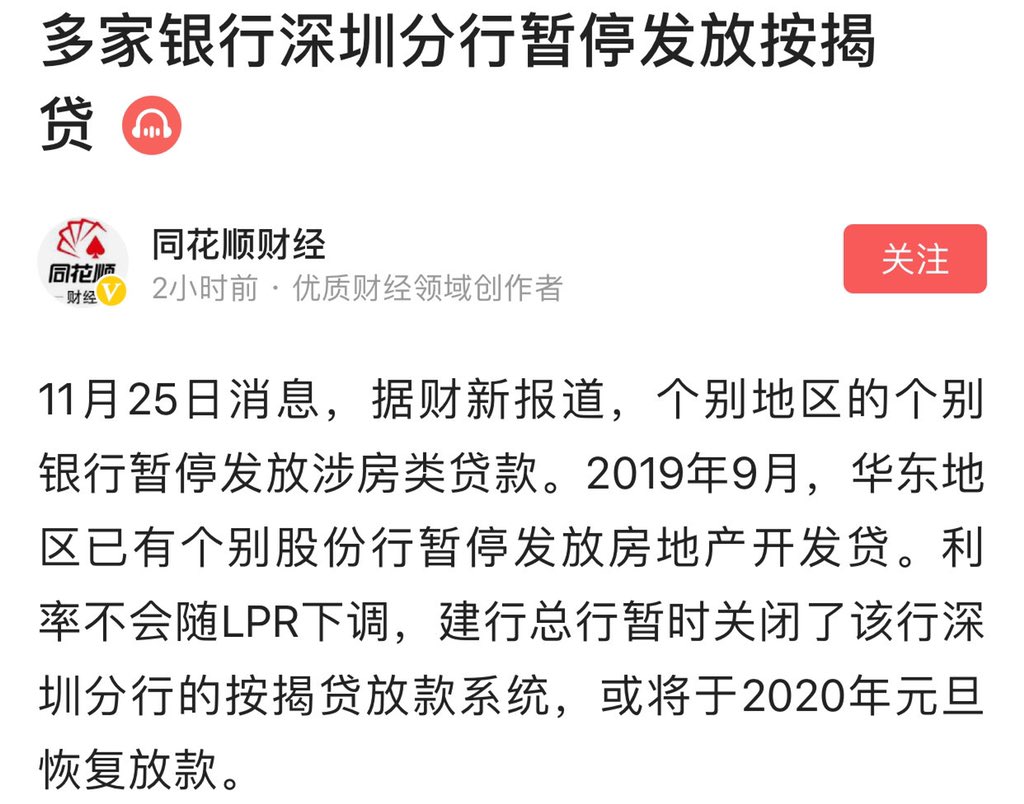 多家银行深圳分行暂停发放按揭
贷
同花顺财经
2小时前 · 优质财经领域创作者
关注
同花顺
财经
V
11月25日消息，据财新报道，个别地区的个别
银行暂停发放涉房类贷款。2019年9月，华东地
区已有个别股份行暂停发放房地产开发贷。利
率不会随LPR下调，建行总行暂时关闭了该行深
圳分行的按揭贷放款系统，或将于2020年元旦
恢复放款。